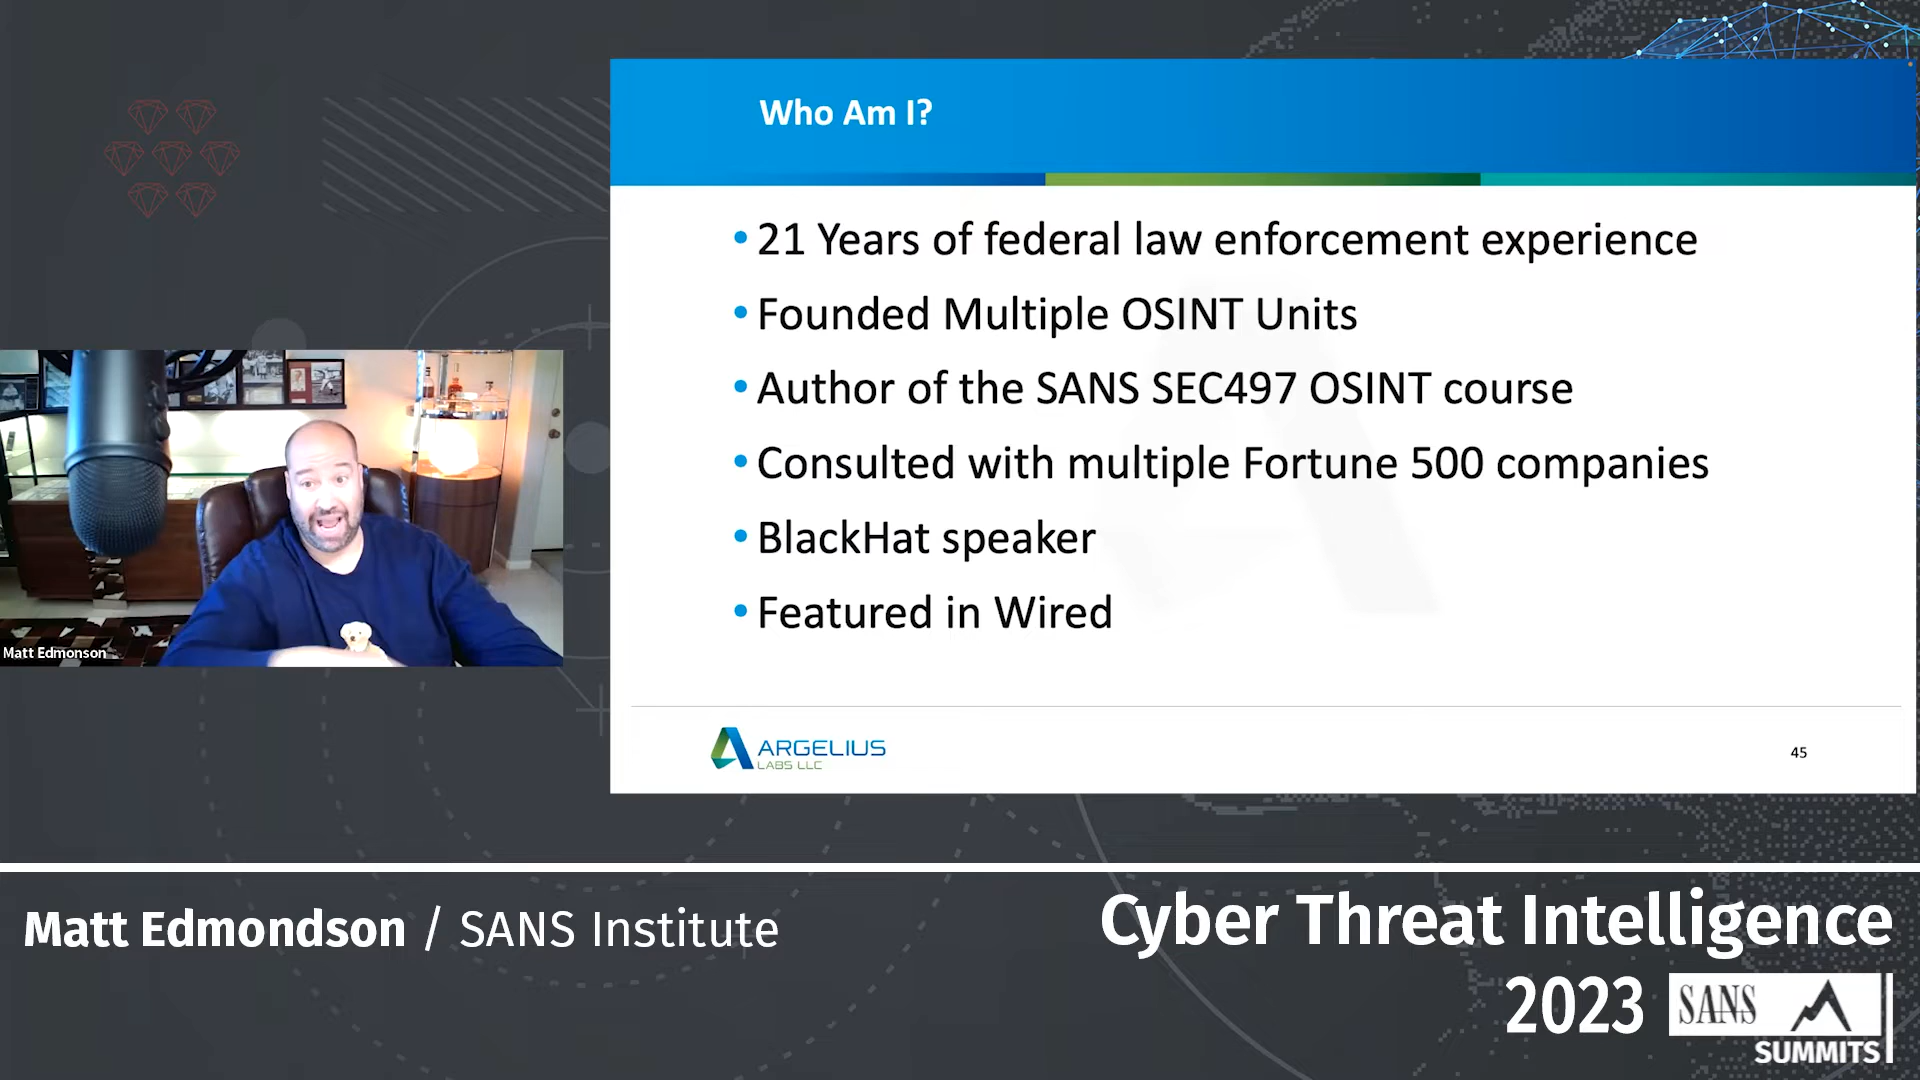 Who Am I?
• 21 Years of federal law enforcement experience
• Founded Multiple OSINT Units
• Author of the SANS SEC497 OSINT course
• Consulted with multiple Fortune 500 companies
• BlackHat speaker
• Featured in Wired
ARGELIUS
LABS LLC
45
Matt Edmonson
Matt Edmondson / SANS Institute
Cyber Threat Intelligence
2023
SANS
SUMMITS